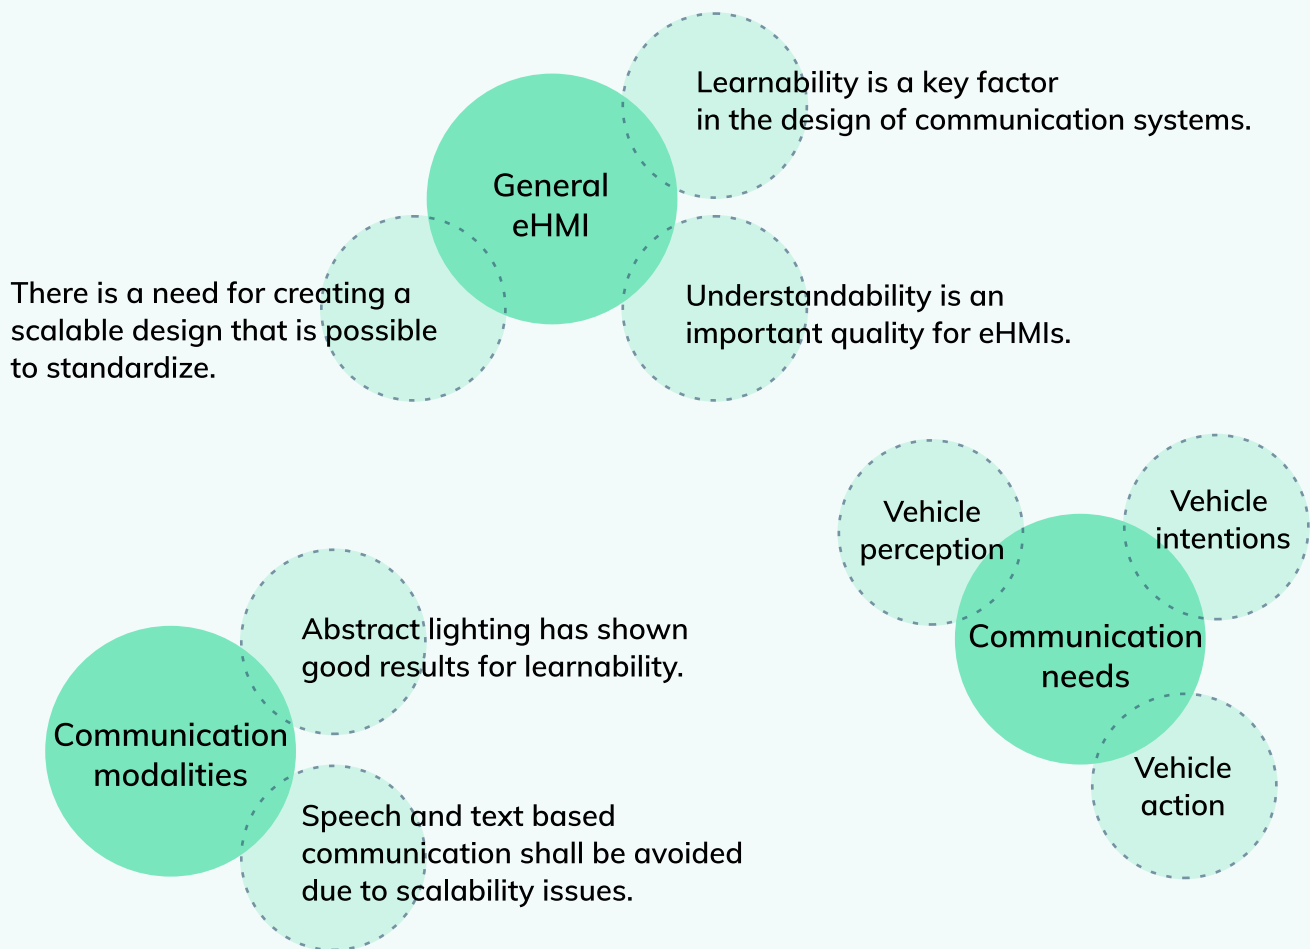 Learnability is a key factor
in the design of communication systems.
General
eHMI
There is a need for creating a
scalable design that is possible
to standardize.
Understandability is an
important quality for eHMIs.
Vehicle
perception
Vehicle
intentions
Communication
needs
Vehicle
action
Abstract lighting has shown
good results for learnability.
Communication
modalities
Speech and text based
communication shall be avoided
due to scalability issues.